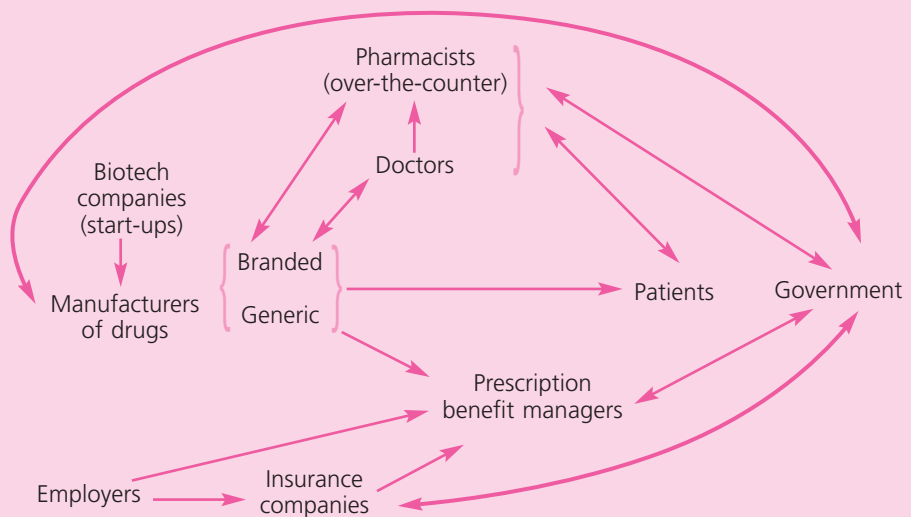 Pharmacists
(over-the-counter)
Doctors
Biotech
companies
(start-ups)
Branded
Generic
Manufacturers
of drugs
Patients
Government
Prescription
benefit managers
Employers
Insurance
companies